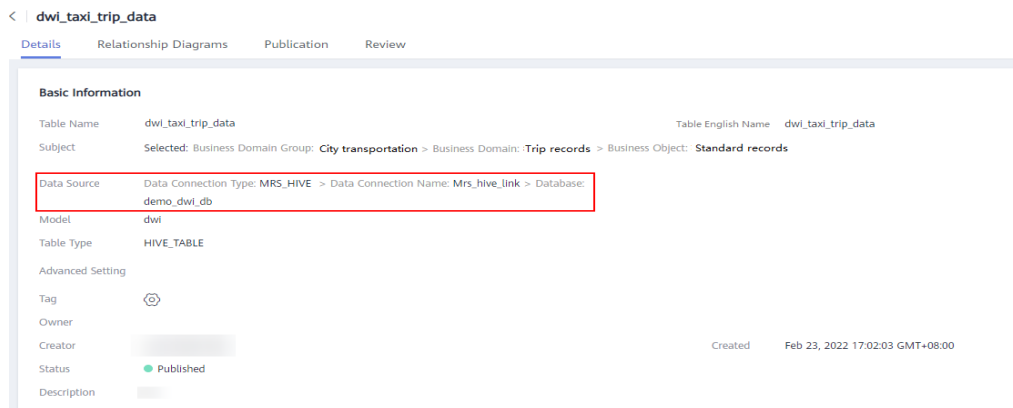 < dwi_taxi_trip_data
Details Relationship Diagrams Publication Review
Basic Information
Table Name dwi_taxi_trip_data Table English Name dwi_taxi_trip_data
Subject Selected: Business Domain Group: City transportation > Business Domain: Trip records > Business Object: Standard records
Data Source Data Connection Type: MRS_HIVE > Data Connection Name: Mrs_hive_link > Database:
demo_dwi_db
Model dwi
Table Type HIVE_TABLE
Advanced Setting
Tag
Owner
Creator Created Feb 23, 2022 17:02:03 GMT+08:00
Status Published
Description